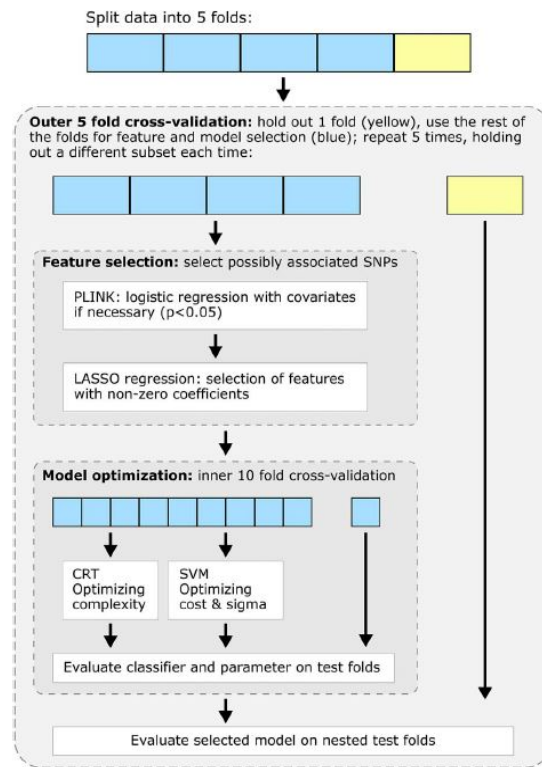 Split data into 5 folds:
Outer 5 fold cross-validation: hold out 1 fold (yellow), use the rest
of the folds for feature and model selection (blue); repeat 5 times, holding
out a different subset each time:
Feature selection: select possibly associated SNPs
PLINK: logistic regression with covariates
if necessary (p<0.05)
LASSO regression: selection of features
with non-zero coefficients
Model optimization: inner 10 fold cross-validation
CRT
Optimizing
complexity
SVM
Optimizing
cost & sigma
Evaluate classifier and parameter on test folds
Evaluate selected model on nested test folds